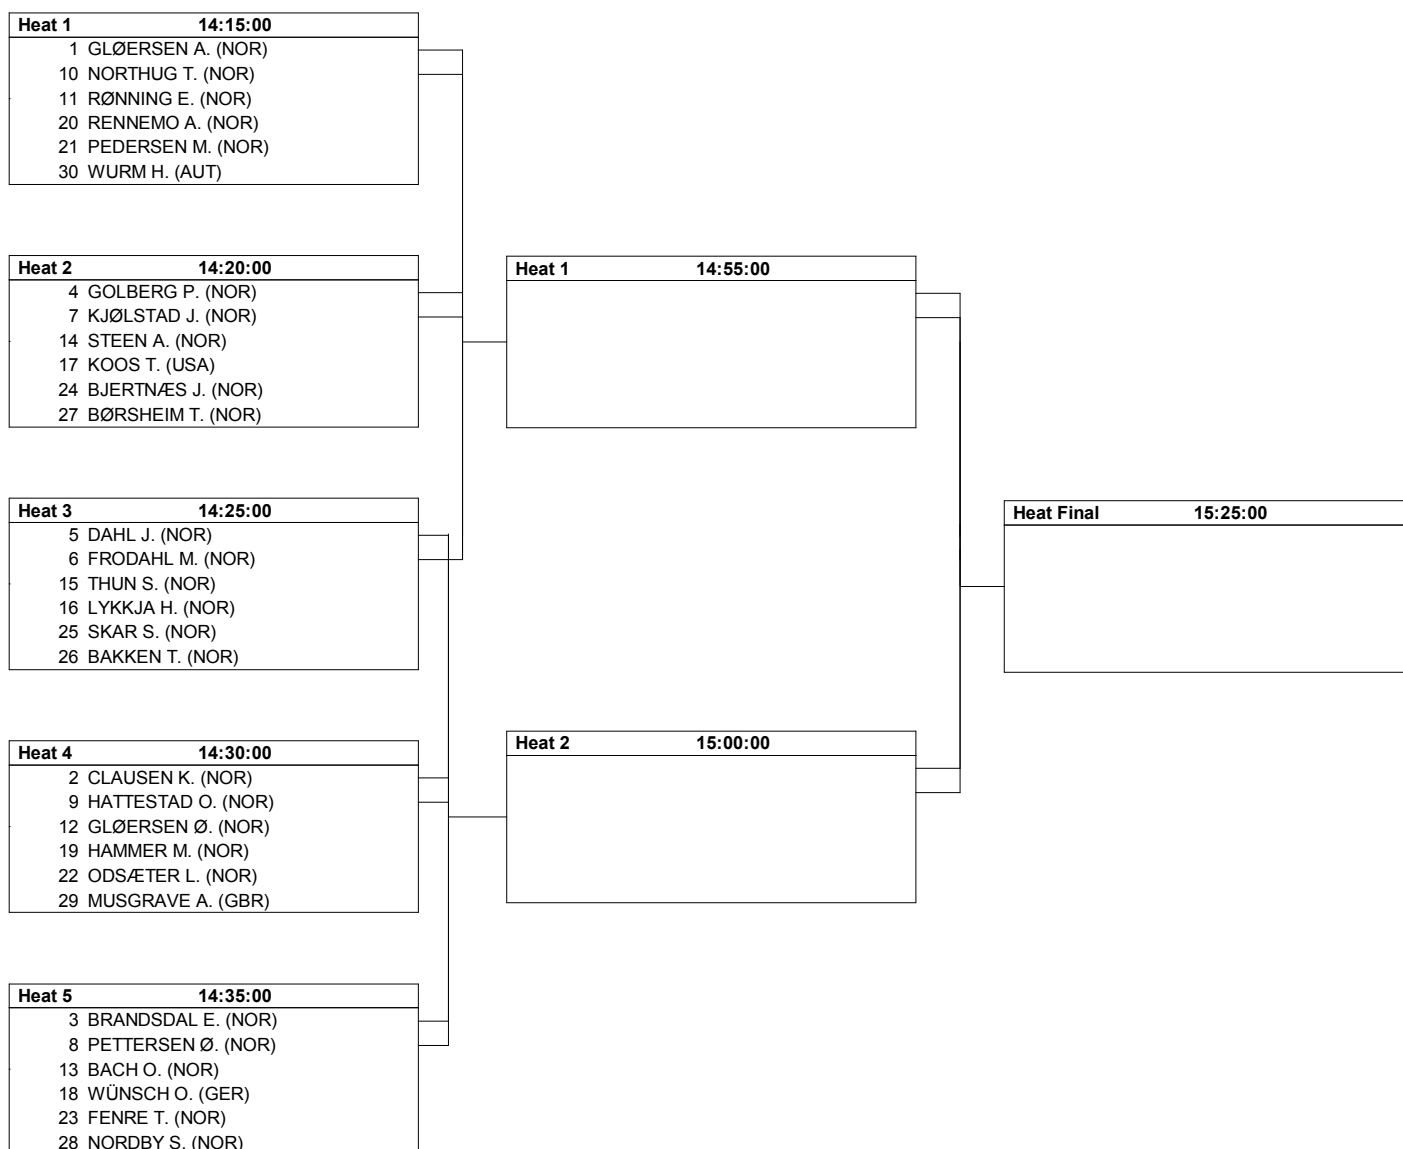 Heat 1 14:15:00
1 GLØERSEN A. (NOR)
10 NORTHUG T. (NOR)
11 RØNNING E. (NOR)
20 RENNEMO A. (NOR)
21 PEDERSEN M. (NOR)
30 WURM H. (AUT)
Heat 2 14:20:00
4 GOLBERG P. (NOR)
7 KJØLSTAD J. (NOR)
14 STEEN A. (NOR)
17 KOOS T. (USA)
24 BJERTNÆS J. (NOR)
27 BØRSHEIM T. (NOR)
Heat 3 14:25:00
5 DAHL J. (NOR)
6 FRODAHL M. (NOR)
15 THUN S. (NOR)
16 LYKKJA H. (NOR)
25 SKAR S. (NOR)
26 BAKKEN T. (NOR)
Heat 4 14:30:00
2 CLAUSEN K. (NOR)
9 HATTESTAD O. (NOR)
12 GLØERSEN Ø. (NOR)
19 HAMMER M. (NOR)
22 ODSÆTER L. (NOR)
29 MUSGRAVE A. (GBR)
Heat 5 14:35:00
3 BRANDSDAL E. (NOR)
8 PETTERSEN Ø. (NOR)
13 BACH O. (NOR)
18 WÜNSCH O. (GER)
23 FENRE T. (NOR)
28 NORDBY S. (NOR)
Heat 1 14:55:00
Heat 2 15:00:00
Heat Final 15:25:00